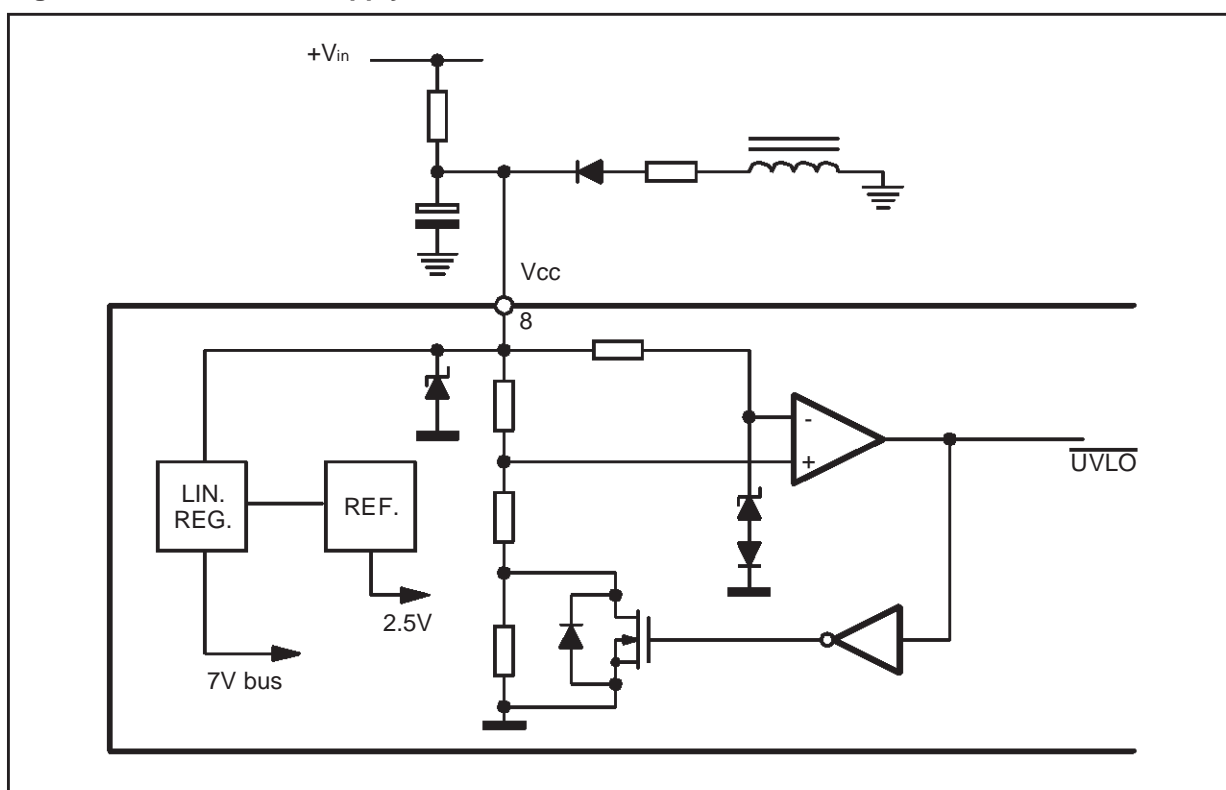 +Vin
Vcc
8
-
+
UVLO
LIN.
REG.
REF.
2.5V
7V bus